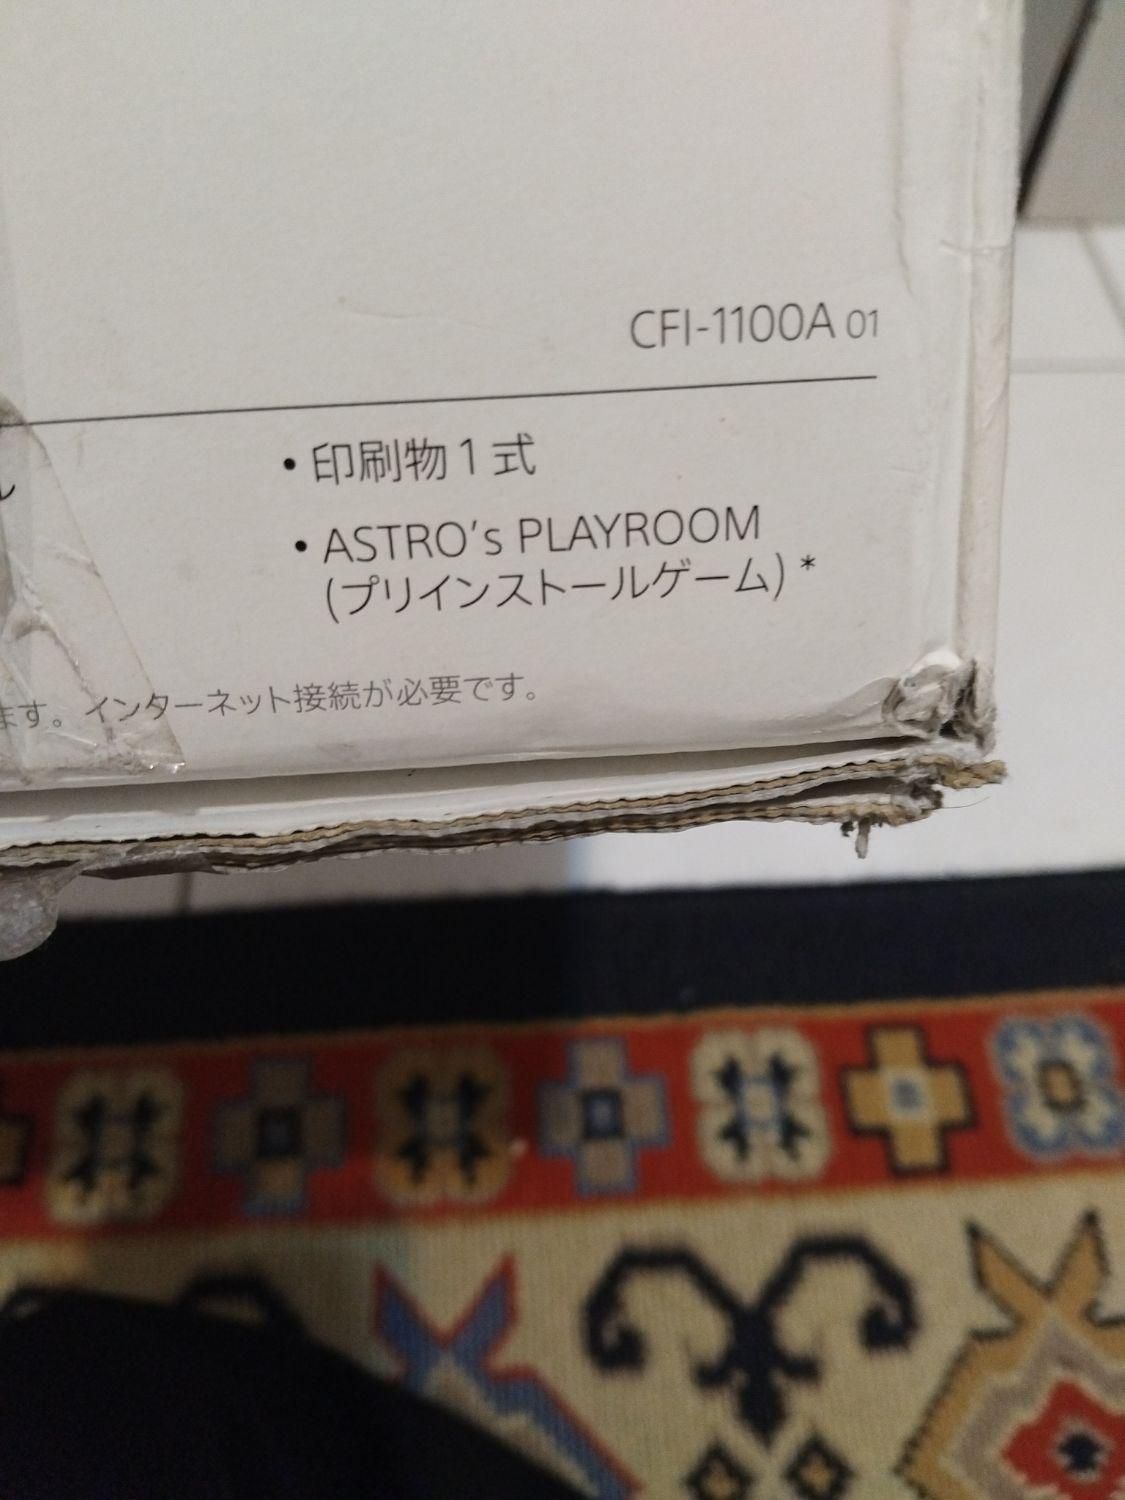 CFI-1100A 01
• 印刷物 1 式
• ASTRO's PLAYROOM
(プリインストールゲーム) *
ます。インターネット接続が必要です。